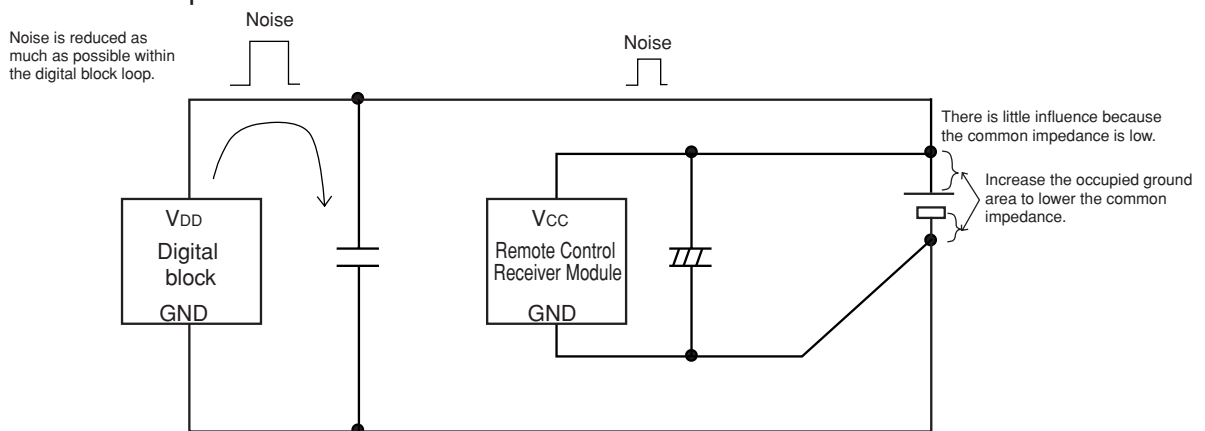 Noise
Noise is reduced as
much as possible within
the digital block loop.
Noise
There is little influence because
the common impedance is low.
Increase the occupied ground
area to lower the common
impedance.
VDD
Digital
block
GND
VCC
Remote Control
Receiver Module
GND